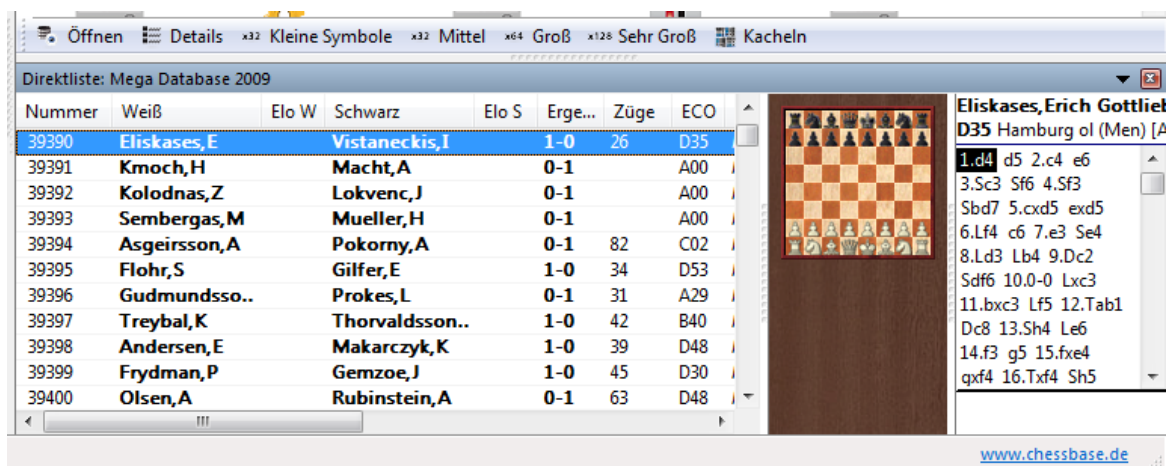 Öffnen Details x32 Kleine Symbole x32 Mittel x64 Groß x128 Sehr Groß Kacheln
Direktliste: Mega Database 2009
Nummer Weiß Elo W Schwarz Elo S Erge... Züge ECO
39390 Eliskases,E Vistaneckis,I 1-0 26 D35
39391 Kmoch,H Macht,A 0-1 A00
39392 Kolodnas,Z Lokvenc,J 0-1 A00
39393 Sembergas,M Mueller,H 0-1 A00
39394 Asgeirsson,A Pokorny,A 0-1 82 C02
39395 Flohr,S Gilfer,E 1-0 34 D53
39396 Gudmundsso.. Prokes,L 0-1 31 A29
39397 Treybal,K Thorvaldsson.. 1-0 42 B40
39398 Andersen,E Makarczyk,K 1-0 39 D48
39399 Frydman,P Gemzoe,J 1-0 45 D30
39400 Olsen,A Rubinstein,A 0-1 63 D48
Eliskases,Erich Gottlieb
D35 Hamburg ol (Men) [A
1.d4 d5 2.c4 e6
3.Sc3 Sf6 4.Sf3
Sbd7 5.cxd5 exd5
6.Lf4 c6 7.e3 Se4
8.Ld3 Lb4 9.Dc2
Sdf6 10.0-0 Lxc3
11.bxc3 Lf5 12.Tab1
Dc8 13.Sh4 Le6
14.f3 g5 15.fxe4
gxf4 16.Txf4 Sh5
www.chessbase.de